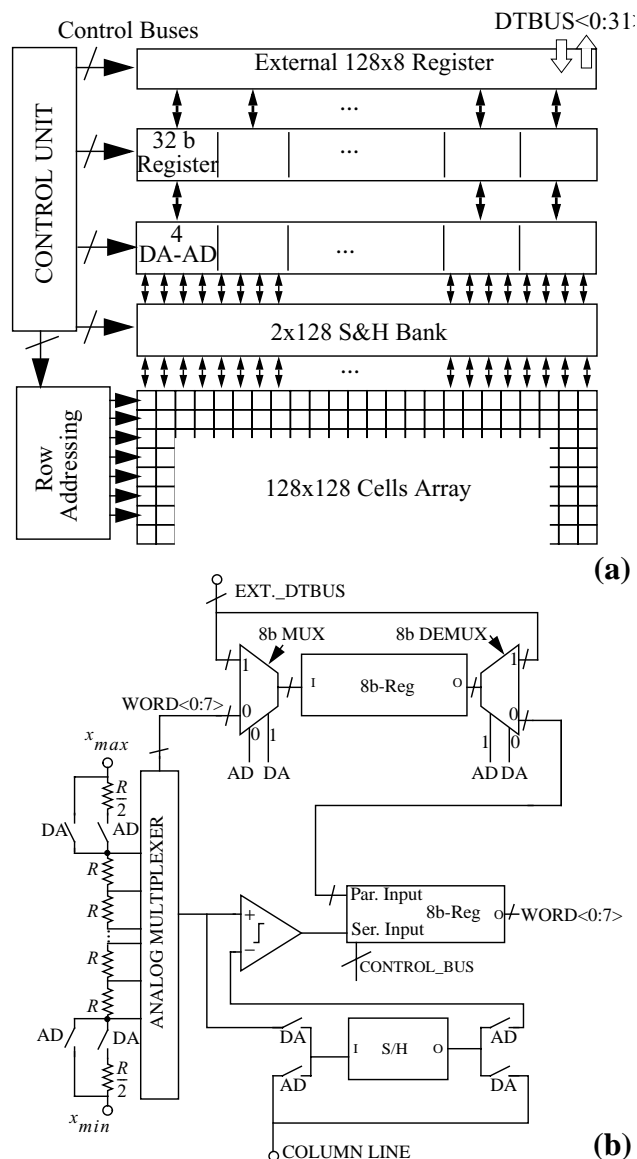 DTBUS<0:31>
Control Buses
External 128x8 Register
...
CONTROL UNIT
32 b
Register
...
4
DA-AD
...
2x128 S&H Bank
...
Row
Addressing
128x128 Cells Array
(a)
EXT._DTBUS
8b MUX
8b DEMUX
1
I
8b-Reg
O
1
WORD<0:7>
0
0
0
1
1
0
AD
DA
AD
DA
x_max
R/2
DA
AD
R
R
R
R
ANALOG MULTIPLEXER
AD
DA
R/2
x_min
+
−
Par. Input
8b-Reg
O
WORD<0:7>
Ser. Input
CONTROL_BUS
DA
AD
I
S/H
O
AD
DA
COLUMN LINE
(b)